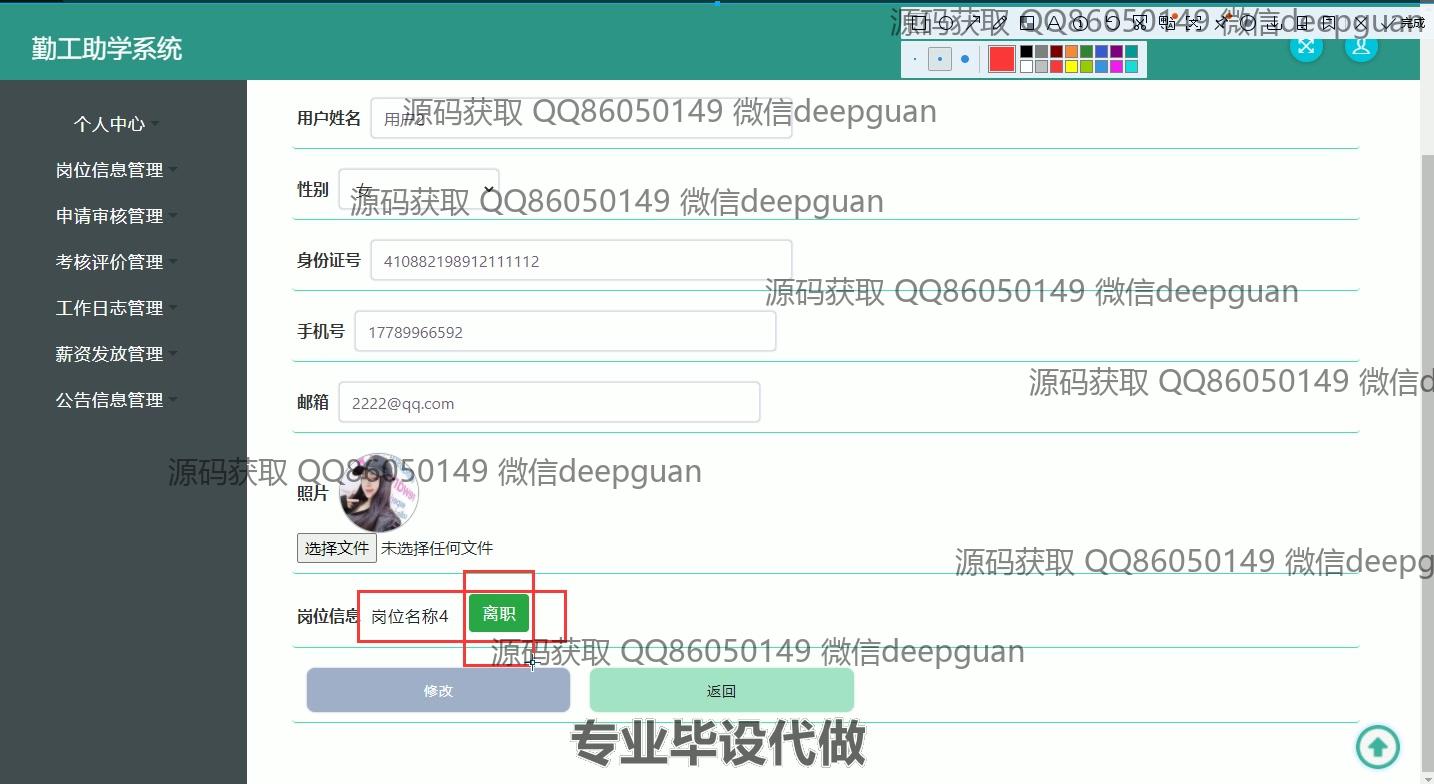 源码获取 QQ86050149 微信deepguan
完成
勤工助学系统
个人中心
岗位信息管理
申请审核管理
考核评价管理
工作日志管理
薪资发放管理
公告信息管理
用户姓名 用户2
源码获取 QQ86050149 微信deepguan
性别 女
源码获取 QQ86050149 微信deepguan
身份证号 410882198912111112
源码获取 QQ86050149 微信deepguan
手机号 17789966592
源码获取 QQ86050149 微信d
邮箱 2222@qq.com
源码获取 QQ86050149 微信deepguan
照片
选择文件 未选择任何文件
源码获取 QQ86050149 微信deepg
岗位信息 岗位名称4 离职
源码获取 QQ86050149 微信deepguan
修改 返回
专业毕设代做